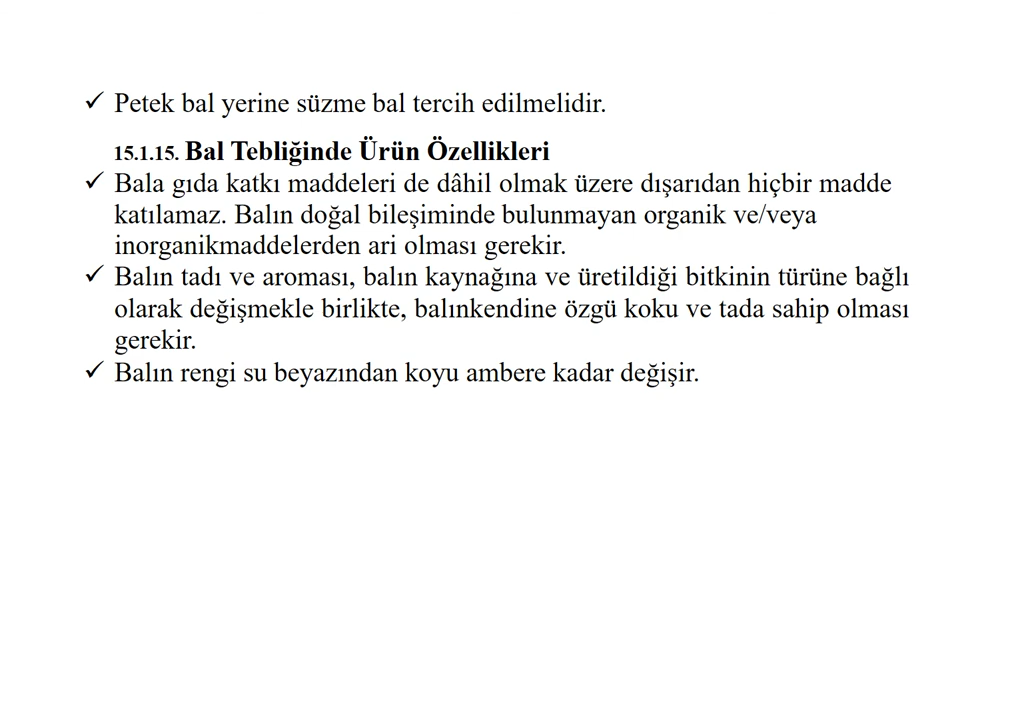 ✓ Petek bal yerine süzme bal tercih edilmelidir.
15.1.15. Bal Tebliğinde Ürün Özellikleri
✓ Bala gıda katkı maddeleri de dâhil olmak üzere dışarıdan hiçbir madde
katılamaz. Balın doğal bileşiminde bulunmayan organik ve/veya
inorganikmaddelerden ari olması gerekir.
✓ Balın tadı ve aroması, balın kaynağına ve üretildiği bitkinin türüne bağlı
olarak değişmekle birlikte, balınkendine özgü koku ve tada sahip olması
gerekir.
✓ Balın rengi su beyazından koyu ambere kadar değişir.